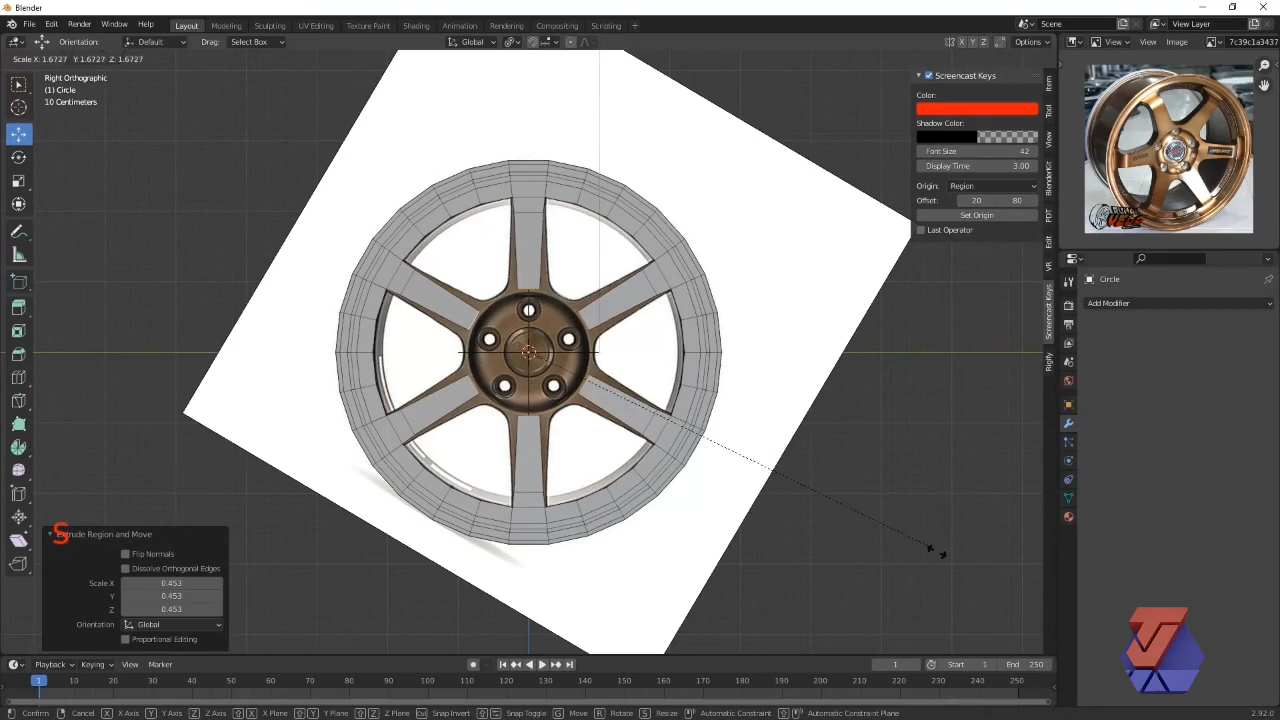 Blender
File Edit Render Window Help
Layout Modeling Sculpting UV Editing Texture Paint Shading Animation Rendering Compositing Scripting +
Scene View Layer
Orientation: Default Drag: Select Box Global X Y Z Options View View Image 7c39c1a3437
Scale X: 1.6727 Y: 1.6727 Z: 1.6727
Right Orthographic
(1) Circle
10 Centimeters
Screencast Keys
Color:
Shadow Color:
Font Size 42
Display Time 3.00
Origin: Region
Offset: 20 80
Set Origin
Last Operator
Item
Tool
View
BlenderKit
PDT
Edit
VR
Screencast Keys
Rigify
Circle
Add Modifier
S
Extrude Region and Move
Flip Normals
Dissolve Orthogonal Edges
Scale X 0.453
Y 0.453
Z 0.453
Orientation Global
Proportional Editing
Playback Keying View Marker 1 Start 1 End 250
1 10 20 30 40 50 60 70 80 90 100 110 120 130 140 150 160 170 180 190 200 210 220 230 240 250
Confirm Cancel X X Axis Y Y Axis Z Z Axis X X Plane Y Y Plane Z Z Plane Snap Invert Snap Toggle G Move R Rotate S Resize Automatic Constraint Automatic Constraint Plane 2.92.0